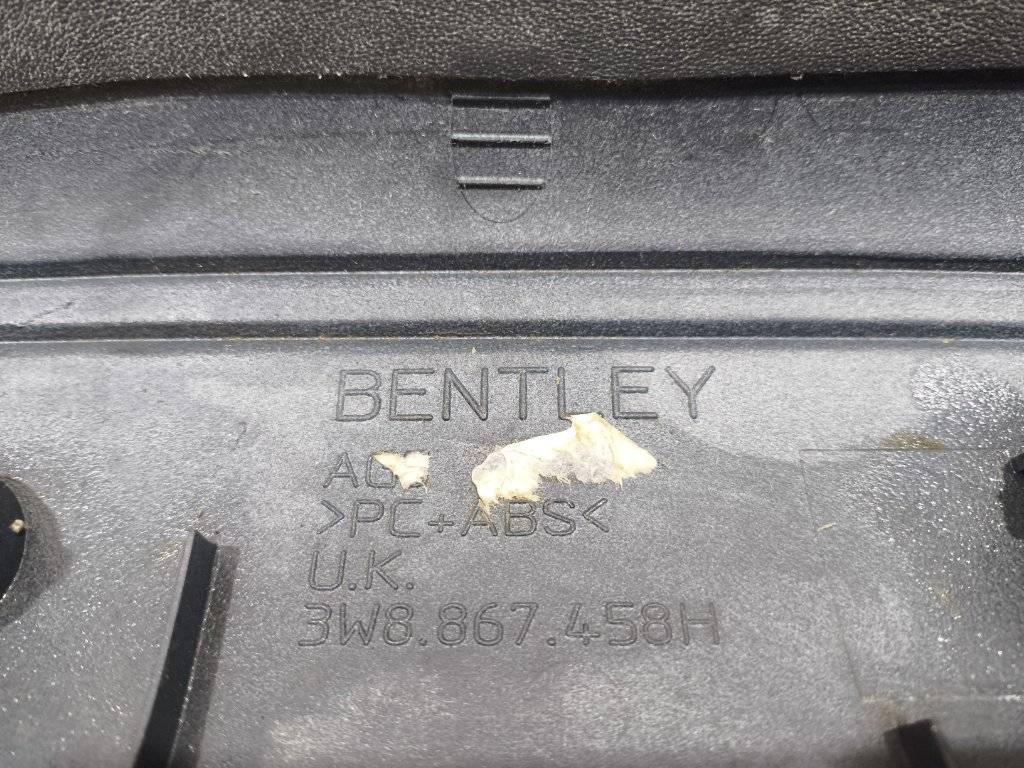 BENTLEY
>PC+ABS<
U.K.
3W8.867.458H